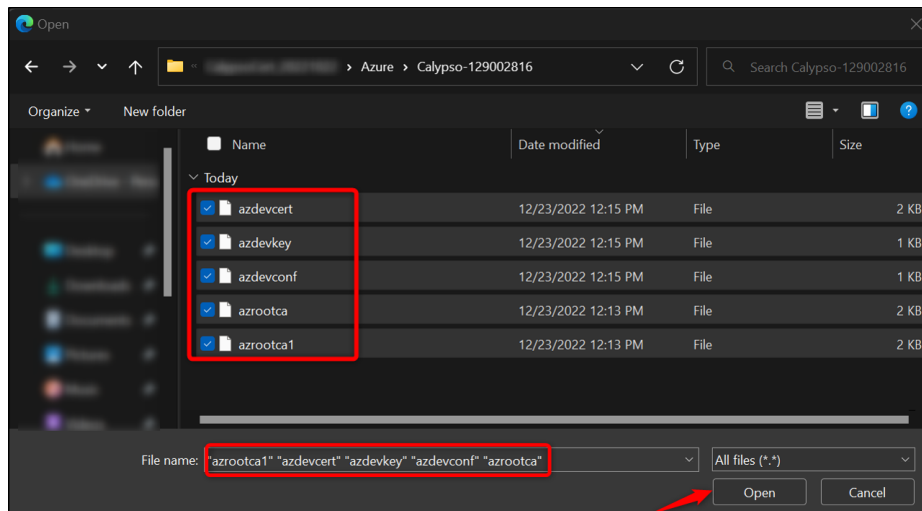 Open
Azure > Calypso-129002816
Search Calypso-129002816
Organize New folder
Name Date modified Type Size
Today
azdevcert 12/23/2022 12:15 PM File 2 KB
azdevkey 12/23/2022 12:15 PM File 1 KB
azdevconf 12/23/2022 12:15 PM File 1 KB
azrootca 12/23/2022 12:13 PM File 2 KB
azrootca1 12/23/2022 12:13 PM File 2 KB
File name: "azrootca1" "azdevcert" "azdevkey" "azdevconf" "azrootca" All files (*.*)
Open Cancel